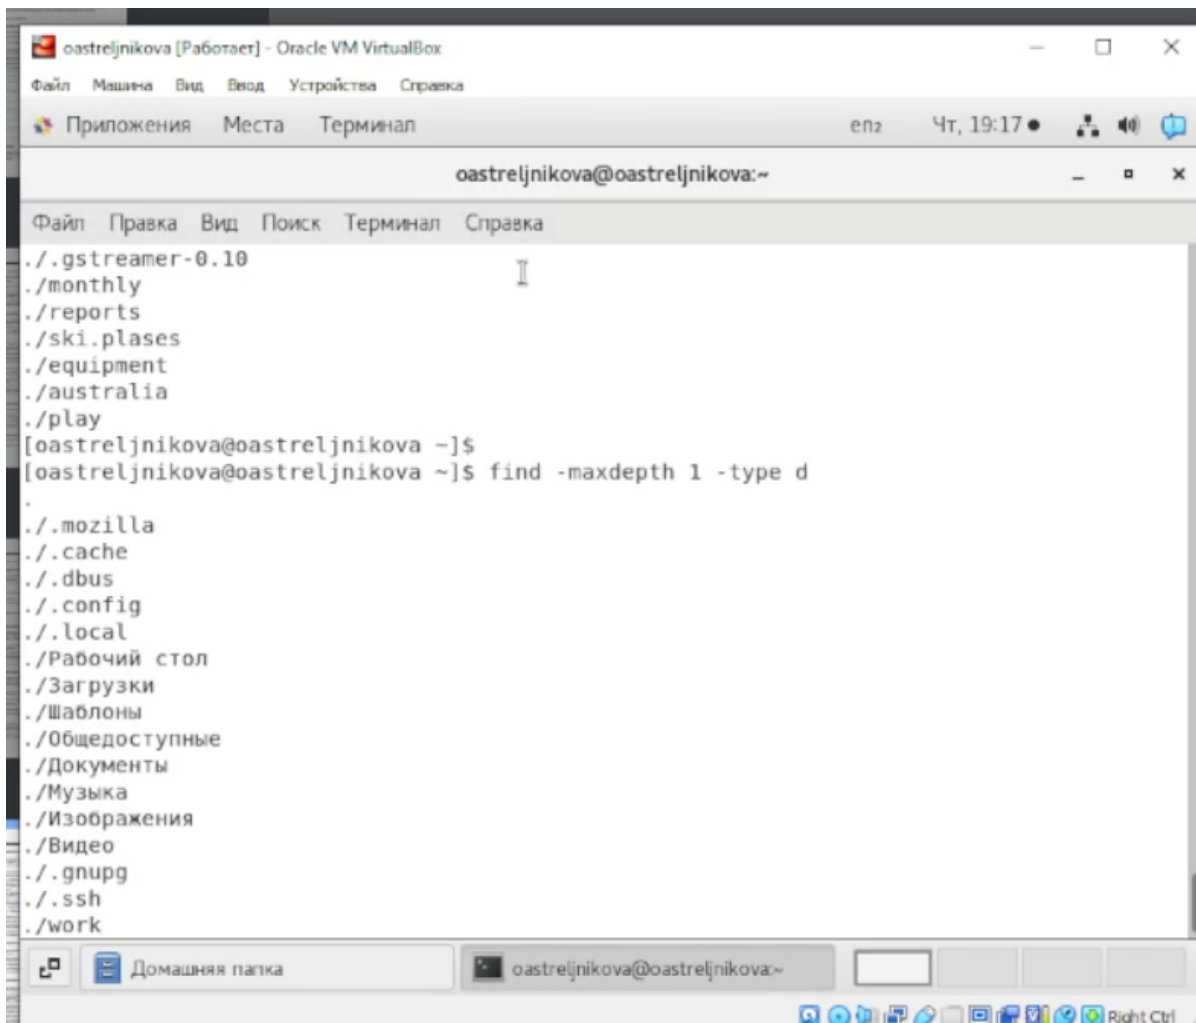 oastreljnikova [Работает] - Oracle VM VirtualBox
Файл Машина Вид Ввод Устройства Справка
Приложения Места Терминал en2 Чт, 19:17
oastreljnikova@oastreljnikova:~
Файл Правка Вид Поиск Терминал Справка
./.gstreamer-0.10
./monthly
./reports
./ski.plases
./equipment
./australia
./play
[oastreljnikova@oastreljnikova ~]$
[oastreljnikova@oastreljnikova ~]$ find -maxdepth 1 -type d
.
./.mozilla
./.cache
./.dbus
./.config
./.local
./Рабочий стол
./Загрузки
./Шаблоны
./Общедоступные
./Документы
./Музыка
./Изображения
./Видео
./.gnupg
./.ssh
./work
Домашняя папка oastreljnikova@oastreljnikova:~
Right Ctrl